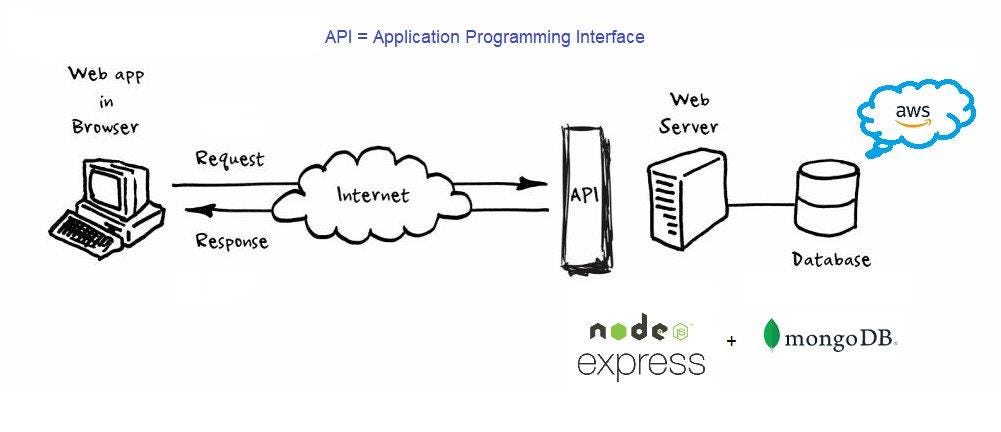 API = Application Programming Interface
Web app
in
Browser
Request
Internet
Response
API
Web
Server
Database
aws
node
JS
express
+
mongoDB.